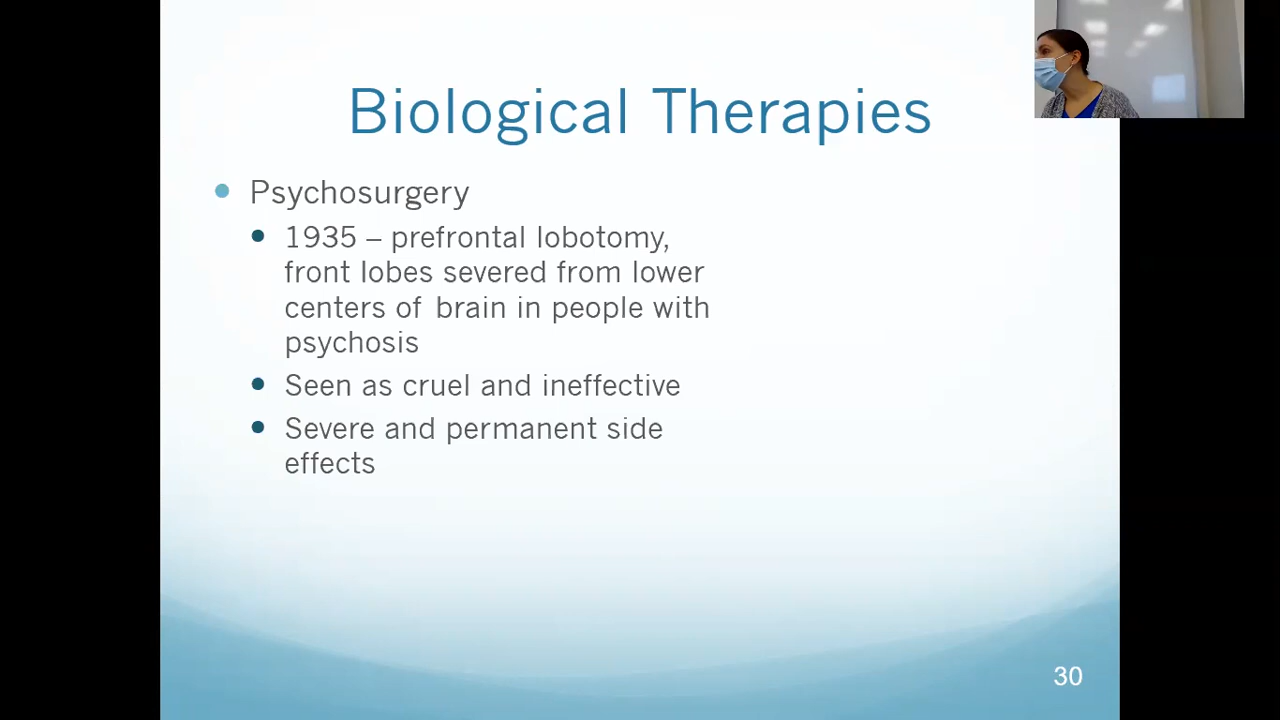 Biological Therapies
Psychosurgery
1935 – prefrontal lobotomy,
front lobes severed from lower
centers of brain in people with
psychosis
Seen as cruel and ineffective
Severe and permanent side
effects
30